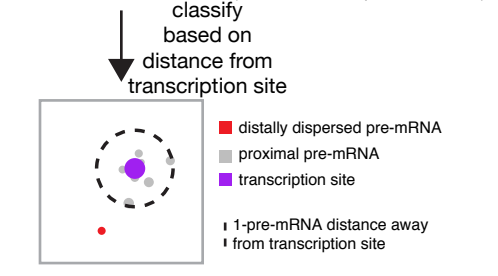 classify
based on
distance from
transcription site
distally dispersed pre-mRNA
proximal pre-mRNA
transcription site
1-pre-mRNA distance away
from transcription site